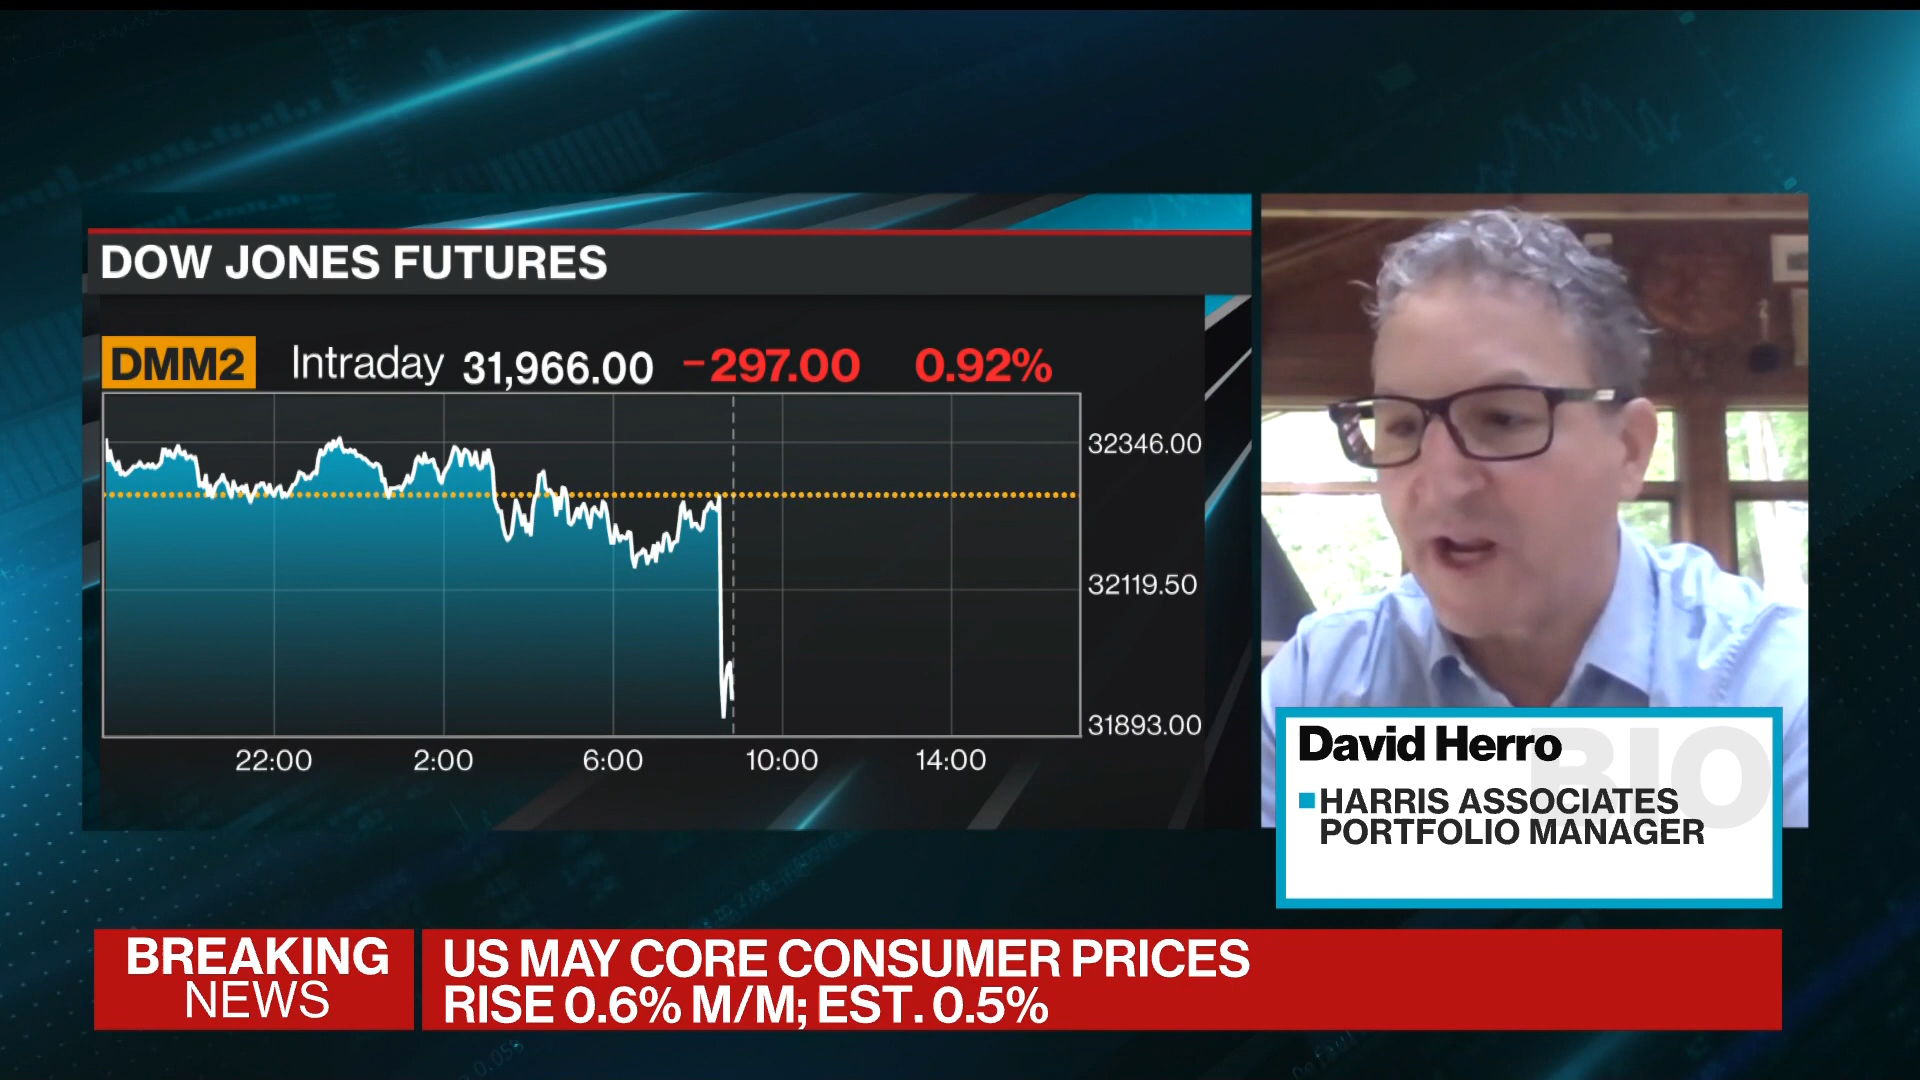 DOW JONES FUTURES
DMM2 Intraday 31,966.00 -297.00 0.92%
32346.00
32119.50
31893.00
22:00 2:00 6:00 10:00 14:00
BIO
David Herro
HARRIS ASSOCIATES
PORTFOLIO MANAGER
BREAKING
NEWS
US MAY CORE CONSUMER PRICES
RISE 0.6% M/M; EST. 0.5%